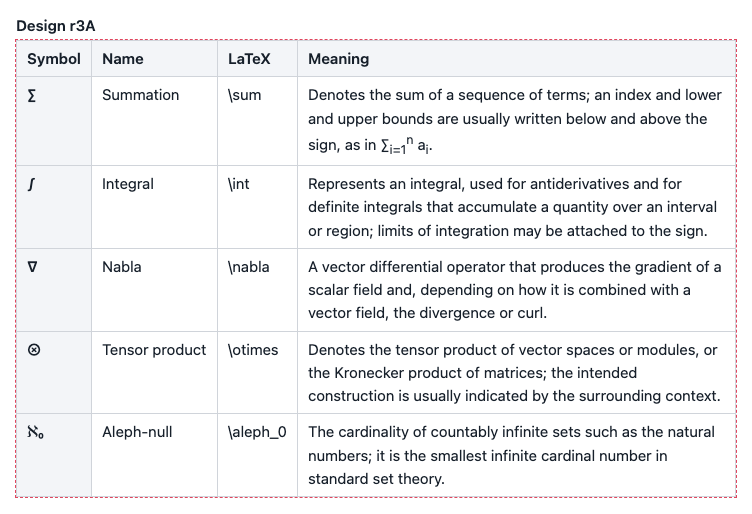 Design r3A
Symbol Name LaTeX Meaning
∑ Summation \sum Denotes the sum of a sequence of terms; an index and lower
and upper bounds are usually written below and above the
sign, as in ∑ᵢ₌₁ⁿ aᵢ.
∫ Integral \int Represents an integral, used for antiderivatives and for
definite integrals that accumulate a quantity over an interval
or region; limits of integration may be attached to the sign.
∇ Nabla \nabla A vector differential operator that produces the gradient of a
scalar field and, depending on how it is combined with a
vector field, the divergence or curl.
⊗ Tensor product \otimes Denotes the tensor product of vector spaces or modules, or
the Kronecker product of matrices; the intended
construction is usually indicated by the surrounding context.
ℵ₀ Aleph-null \aleph_0 The cardinality of countably infinite sets such as the natural
numbers; it is the smallest infinite cardinal number in
standard set theory.